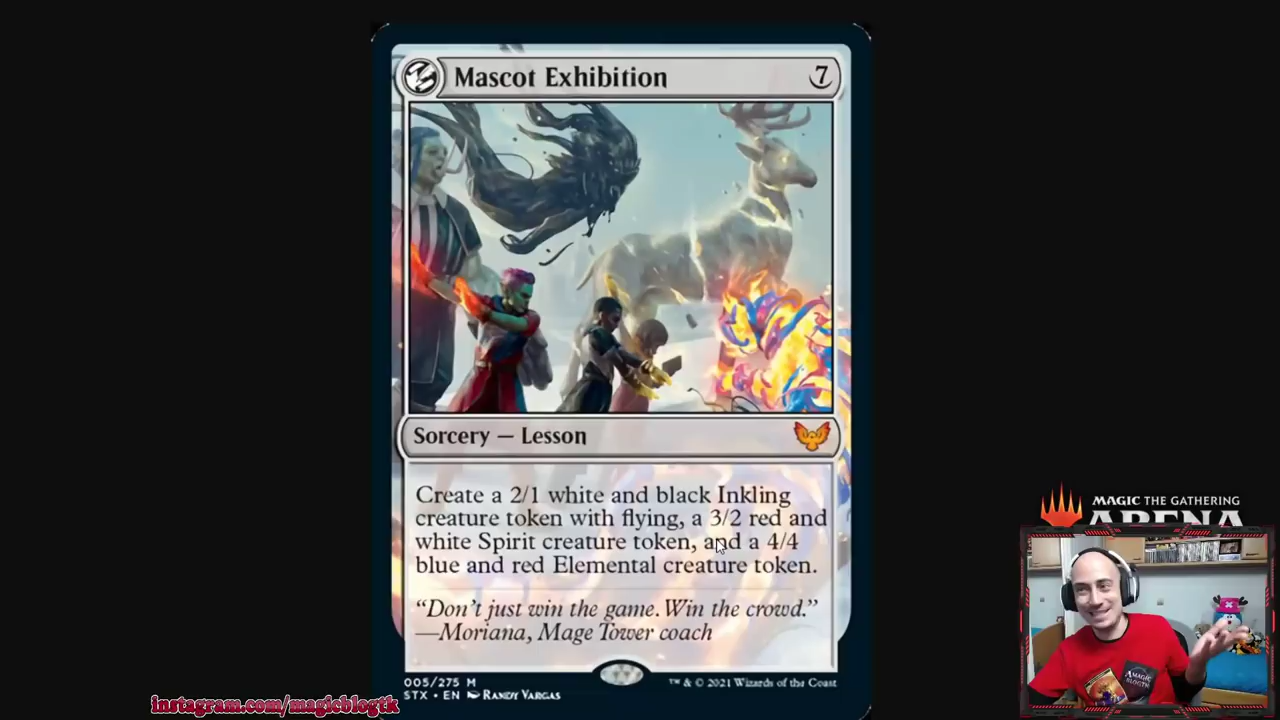 Mascot Exhibition 7
Sorcery — Lesson
Create a 2/1 white and black Inkling
creature token with flying, a 3/2 red and
white Spirit creature token, and a 4/4
blue and red Elemental creature token.
“Don’t just win the game. Win the crowd.”
—Moriana, Mage Tower coach
005/275 M
STX • EN RANDY VARGAS
™ & © 2021 Wizards of the Coast
instagram.com/magicblogtk
MAGIC THE GATHERING
ARENA
MAGIC
BLOGTK